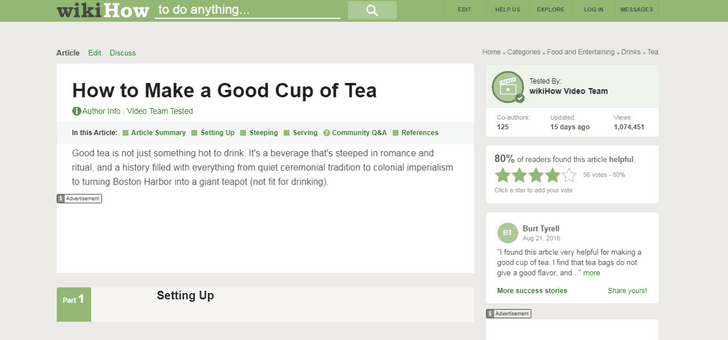 wikiHow to do anything...
EDIT HELP US EXPLORE LOG IN MESSAGES
Article Edit Discuss
Home » Categories » Food and Entertaining » Drinks » Tea
How to Make a Good Cup of Tea
Author Info | Video Team Tested
In this Article: Article Summary Setting Up Steeping Serving Community Q&A References
Good tea is not just something hot to drink. It's a beverage that's steeped in romance and
ritual, and a history filled with everything from quiet ceremonial tradition to colonial imperialism
to turning Boston Harbor into a giant teapot (not fit for drinking).
Advertisement
Part 1
Setting Up
Tested By:
wikiHow Video Team
Co-authors: Updated: Views:
125 15 days ago 1,074,451
80% of readers found this article helpful.
56 votes - 80%
Click a star to add your vote
BT
Burt Tyrell
Aug 21, 2016
"I found this article very helpful for making a
good cup of tea. I find that tea bags do not
give a good flavor, and..." more
More success stories Share yours!
Advertisement